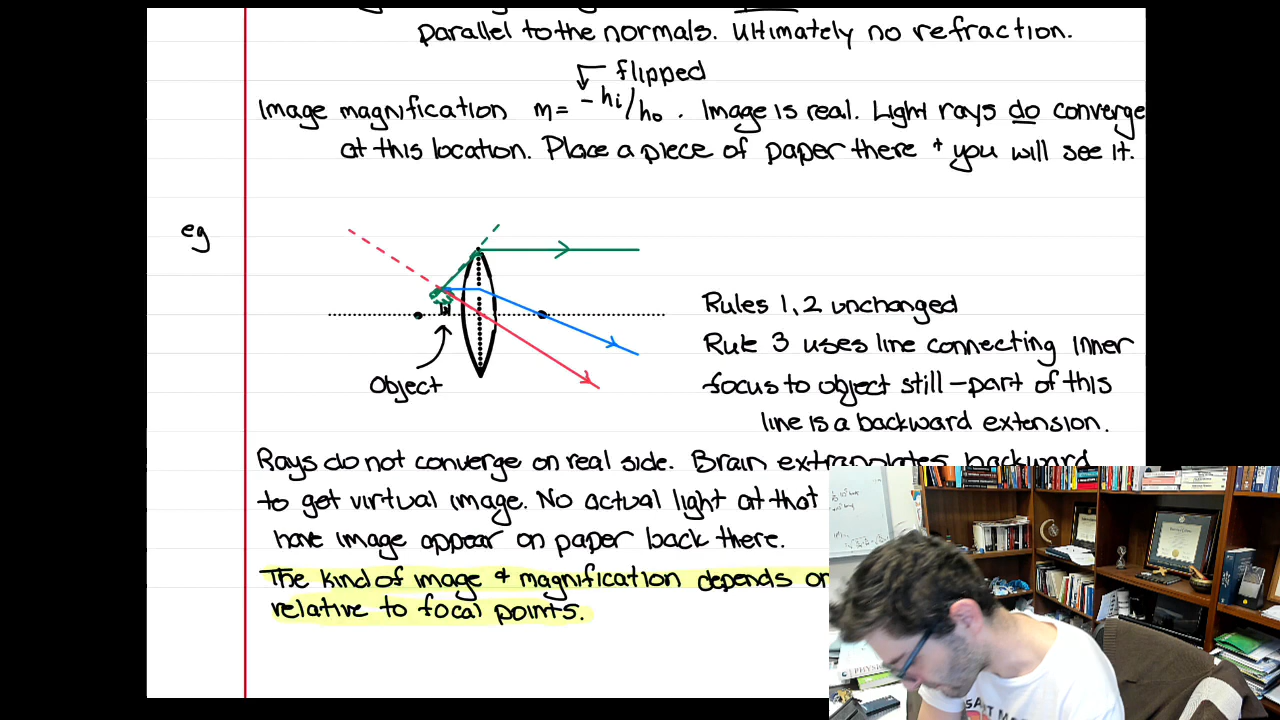 Parallel to the normals. Ultimately no refraction.
flipped
Image magnification m= -hi/ho. Image is real. Light rays do converge
at this location. Place a piece of paper there + you will see it.
eg
Rules 1,2 unchanged
Rule 3 uses line connecting inner
Object
focus to object still - part of this
line is a backward extension.
Rays do not converge on real side. Brain extrapolates backward
to get virtual image. No actual light at that
have image appear on paper back there.
The kind of image + magnification depends on
relative to focal points.